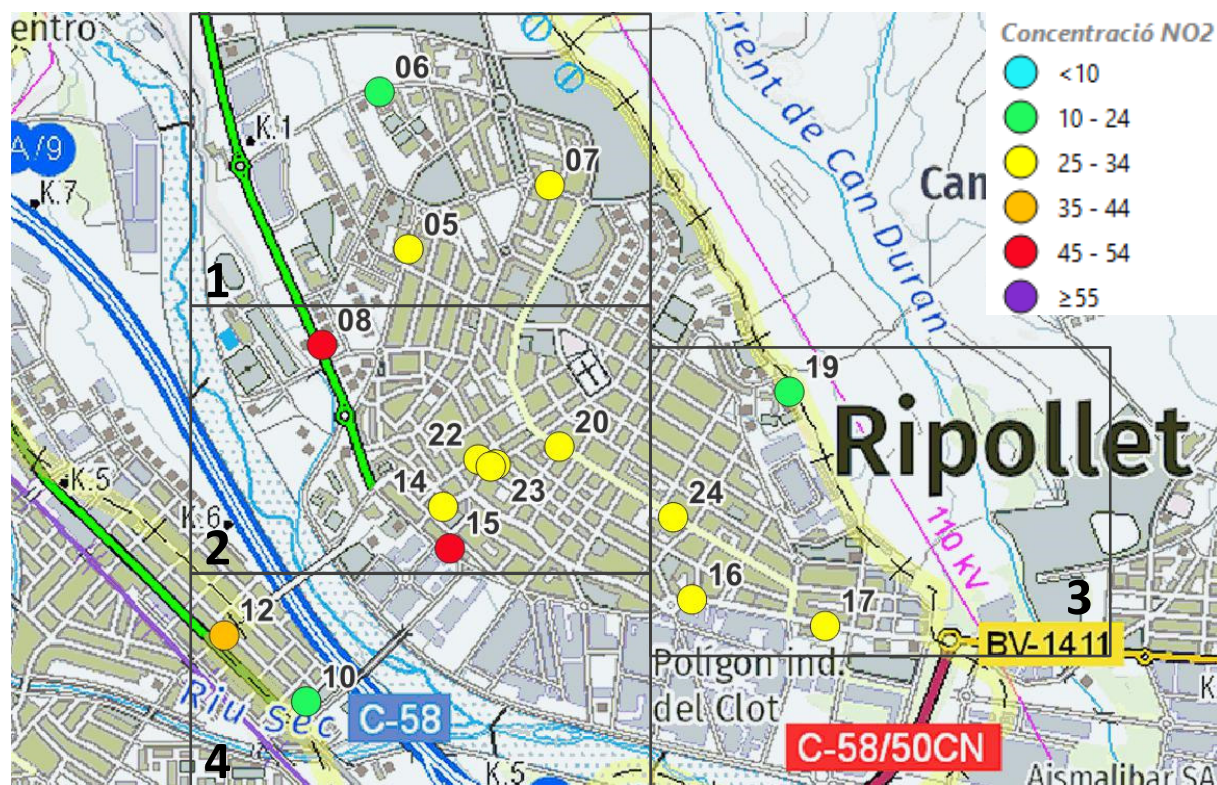 entro
Concentració NO2
<10
10 - 24
25 - 34
35 - 44
45 - 54
≥55
rrent de Can Duran
06
K.1
A/9
K.7
07
Can
05
1
08
19
Ripollet
20
22
23
14
15
24
K.5
K.6
2
110 kV
16
17
3
12
BV-1411
10
Polígon ind.
del Clot
K
Riu Sec
C-58
C-58/50CN
4
K.5
Aismalibar SA